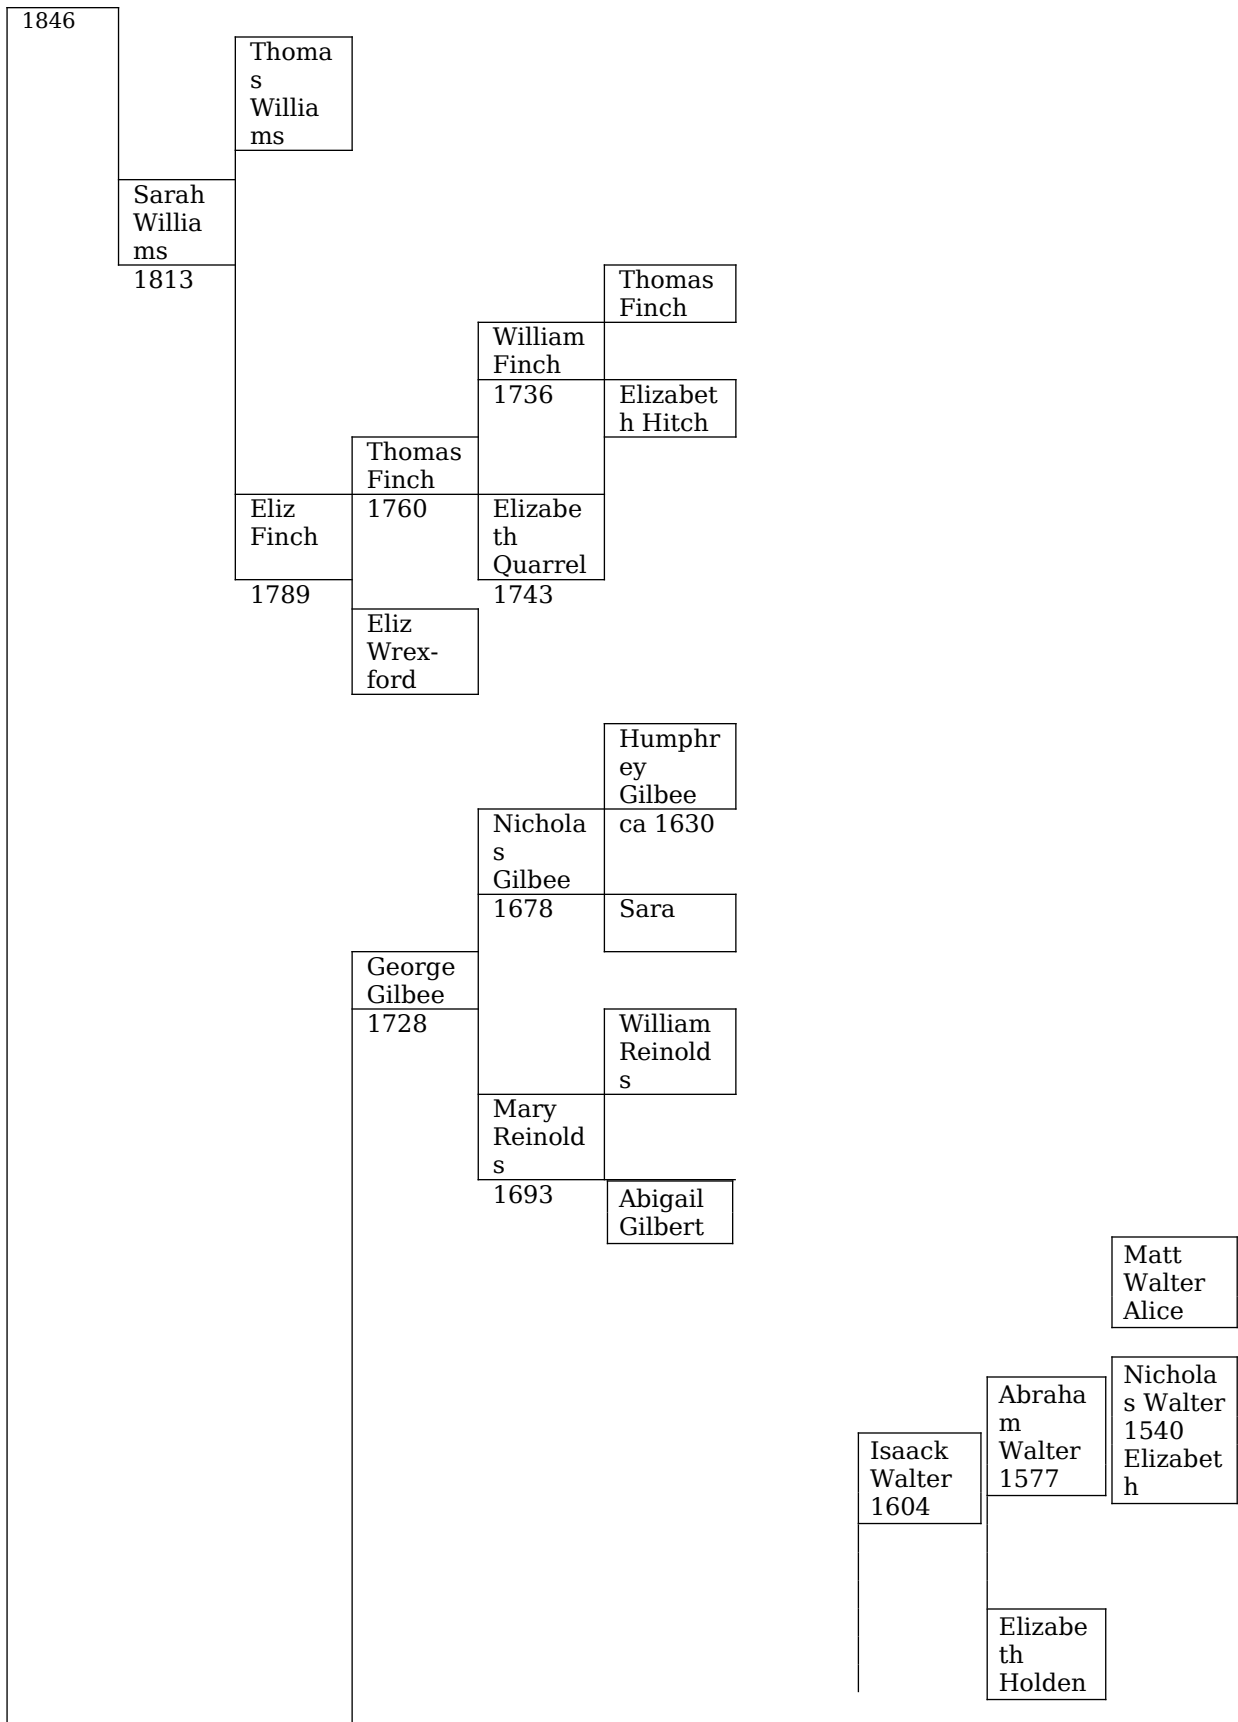 1846
Thoma
s
Willia
ms
Sarah
Willia
ms
1813
Thomas
Finch
William
Finch
1736
Elizabet
h Hitch
Thomas
Finch
Eliz
Finch
1760
Elizabe
th
Quarrel
1789
1743
Eliz
Wrex-
ford
Humphr
ey
Gilbee
Nichola
s
Gilbee
ca 1630
1678
Sara
George
Gilbee
1728
William
Reinold
s
Mary
Reinold
s
1693
Abigail
Gilbert
Matt
Walter
Alice
Nichola
s Walter
1540
Elizabet
h
Abraha
m
Walter
1577
Isaack
Walter
1604
Elizabe
th
Holden